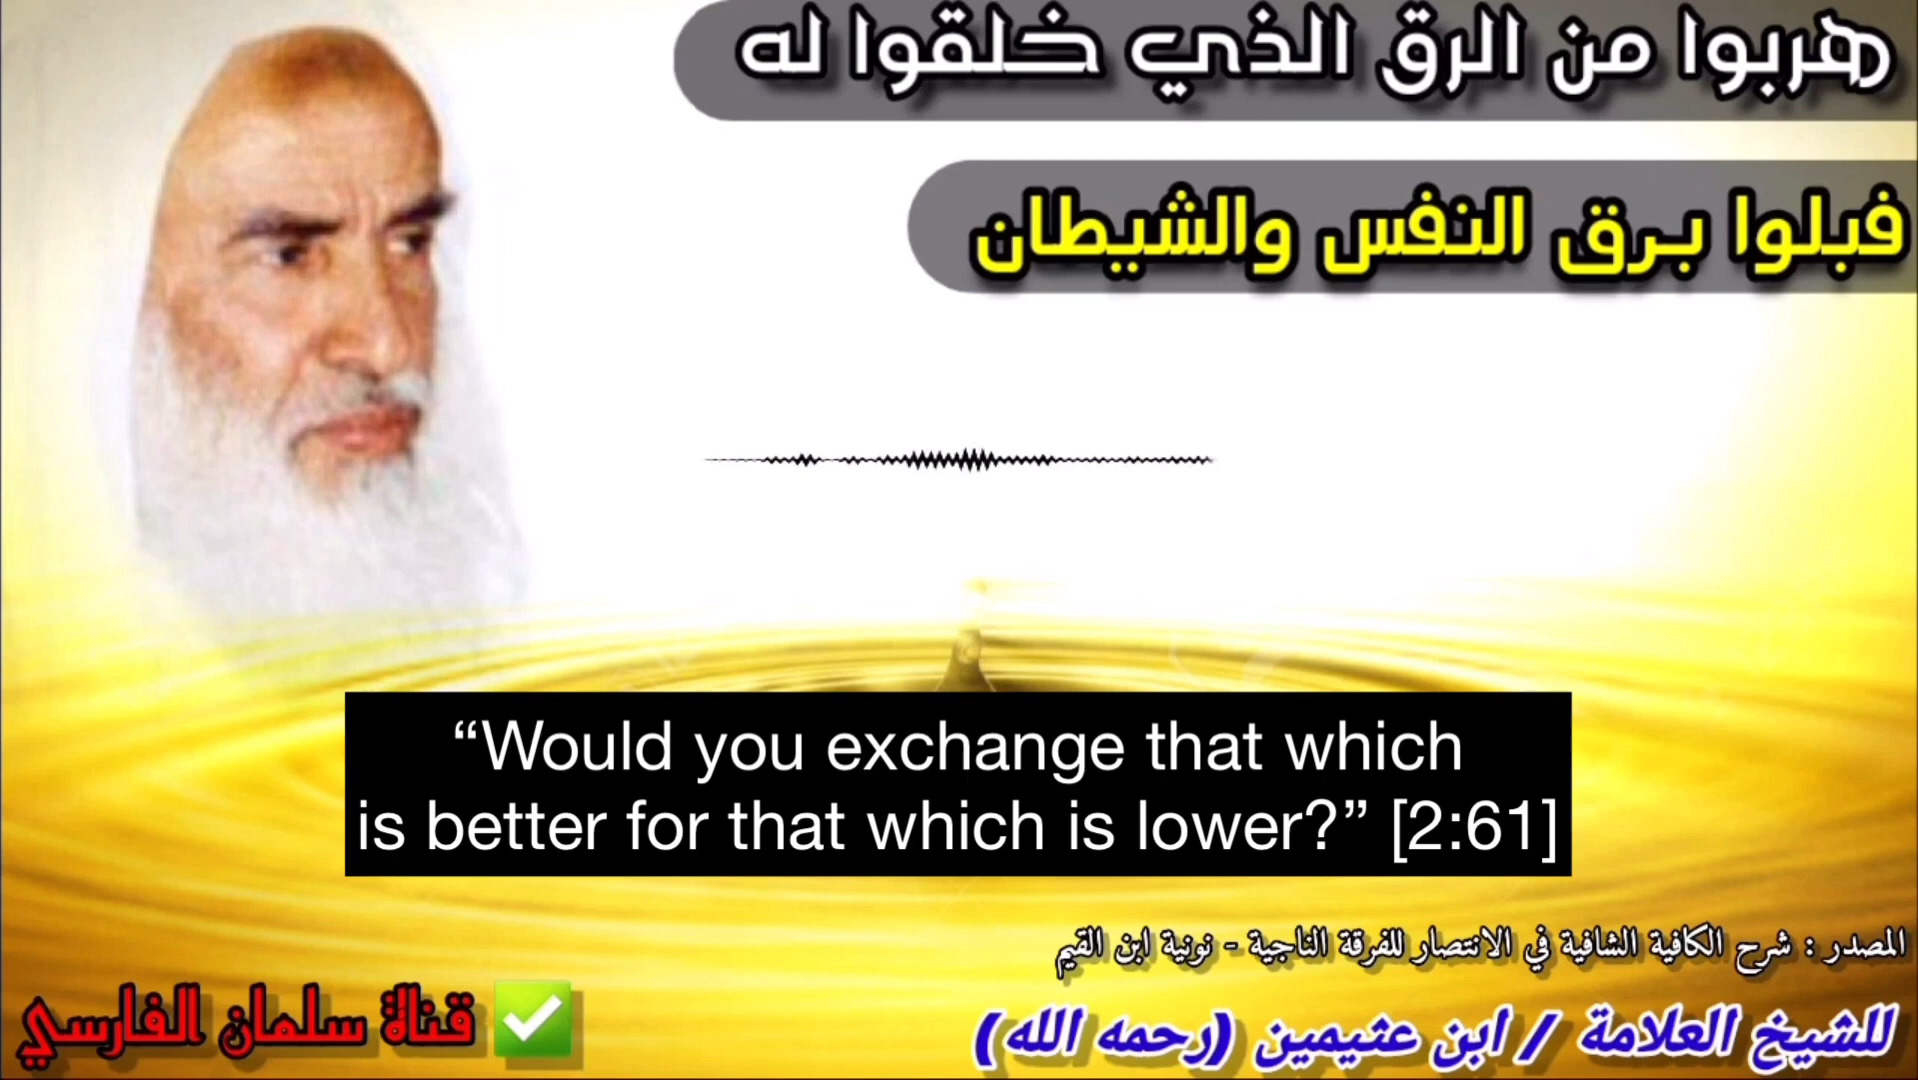 هربوا من الرق الذي خلقوا له
فبلوا برق النفس والشيطان
“Would you exchange that which
is better for that which is lower?” [2:61]
المصدر : شرح الكافية الشافية في الانتصار للفرقة الناجية - نونية ابن القيم
للشيخ العلامة / ابن عثيمين (رحمه الله)
قناة سلمان الفارسي